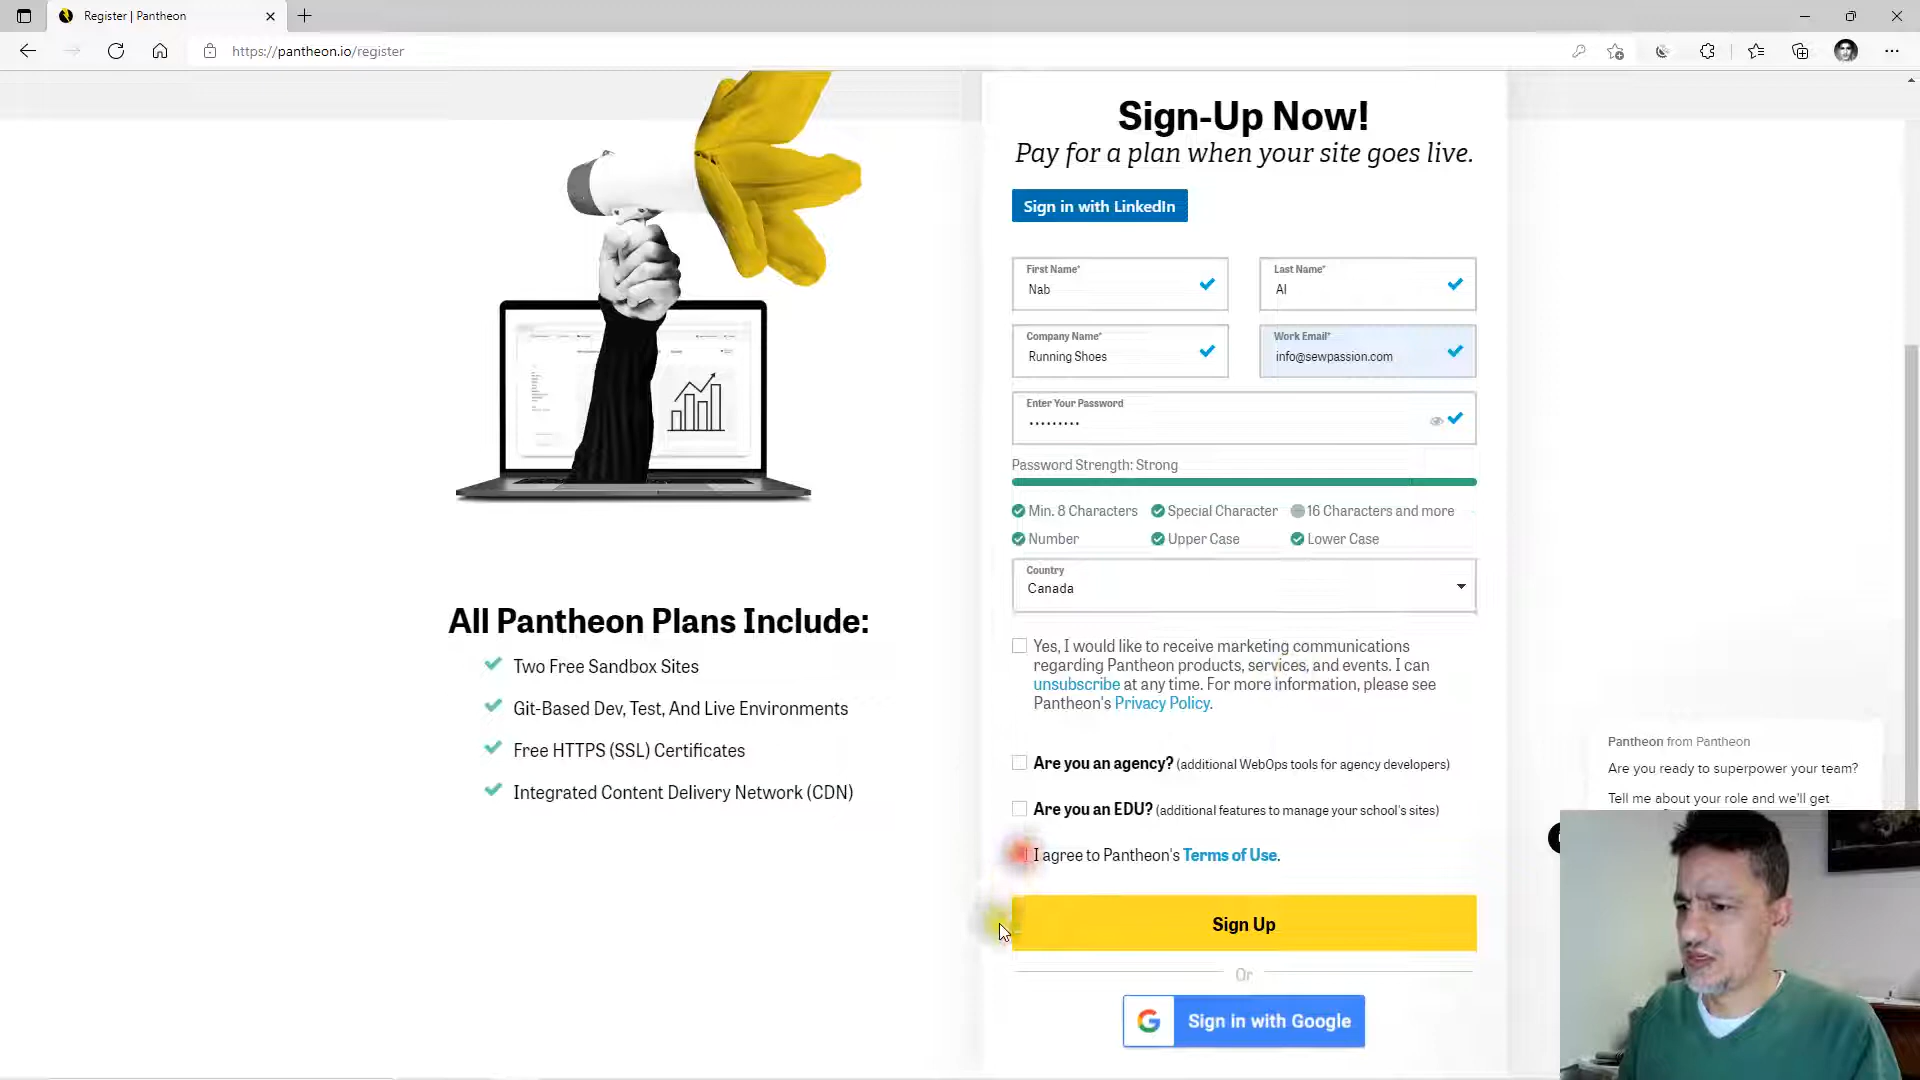 Register | Pantheon
https://pantheon.io/register
Sign-Up Now!
Pay for a plan when your site goes live.
Sign in with LinkedIn
First Name*
Nab
Last Name*
Al
Company Name*
Running Shoes
Work Email*
info@sewpassion.com
Enter Your Password
•••••••••
Password Strength: Strong
Min. 8 Characters
Special Character
16 Characters and more
Number
Upper Case
Lower Case
Country
Canada
All Pantheon Plans Include:
Two Free Sandbox Sites
Git-Based Dev, Test, And Live Environments
Free HTTPS (SSL) Certificates
Integrated Content Delivery Network (CDN)
Yes, I would like to receive marketing communications
regarding Pantheon products, services, and events. I can
unsubscribe at any time. For more information, please see
Pantheon's Privacy Policy.
Are you an agency? (additional WebOps tools for agency developers)
Are you an EDU? (additional features to manage your school's sites)
I agree to Pantheon's Terms of Use.
Sign Up
Or
Sign in with Google
Pantheon from Pantheon
Are you ready to superpower your team?
Tell me about your role and we'll get